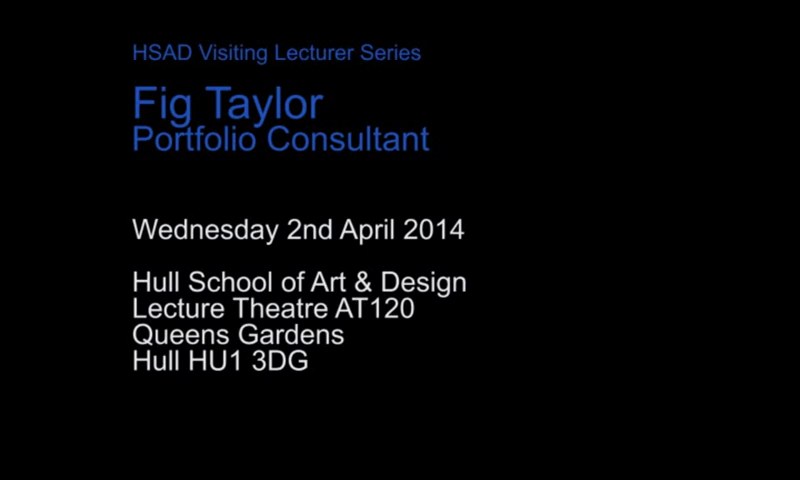 HSAD Visiting Lecturer Series
Fig Taylor
Portfolio Consultant
Wednesday 2nd April 2014
Hull School of Art & Design
Lecture Theatre AT120
Queens Gardens
Hull HU1 3DG